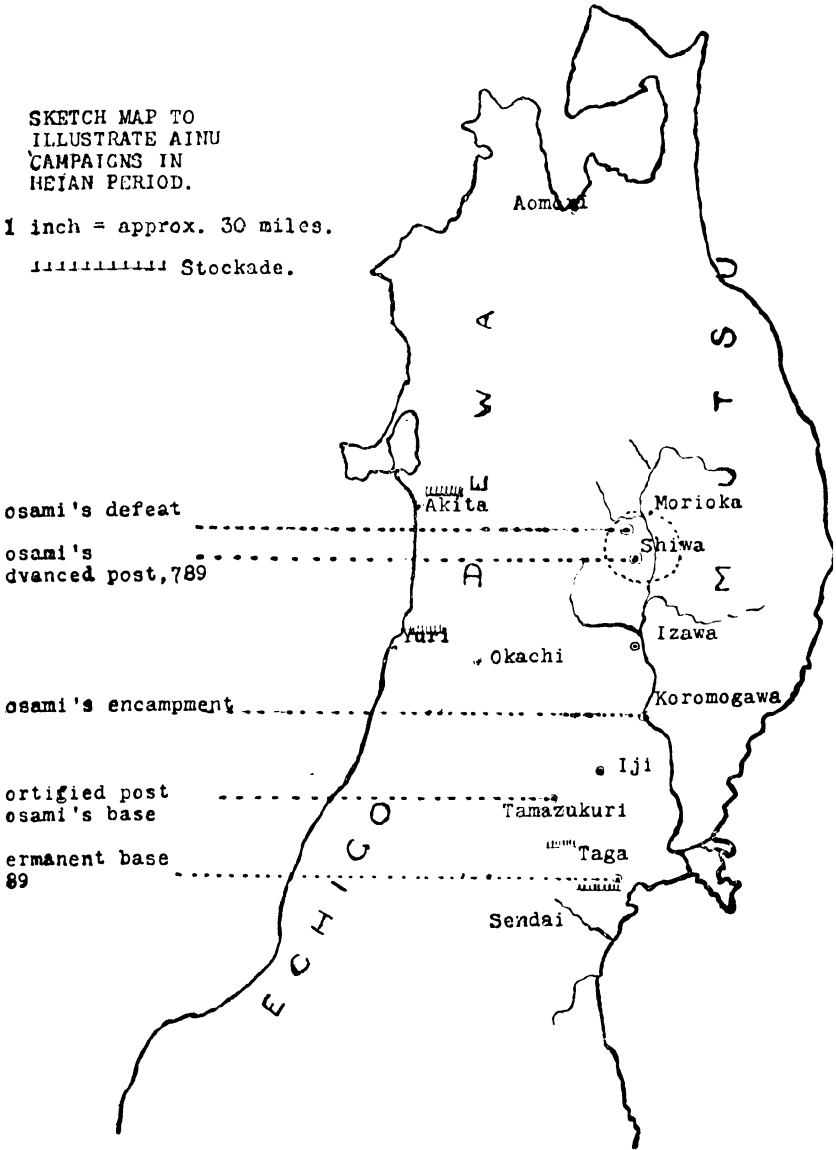 SKETCH MAP TO
ILLUSTRATE AINU
CAMPAIGNS IN
HEIAN PERIOD.
1 inch = approx. 30 miles.
Stockade.
Aomori
A E W A
M U T S U
Akita
Morioka
osami's defeat
Shiwa
osami's
dvanced post,789
Yuri
Izawa
Okachi
Koromogawa
osami's encampment
Iji
ortified post
osami's base
Tamazukuri
Taga
ermanent base
89
Sendai
ECHIGO